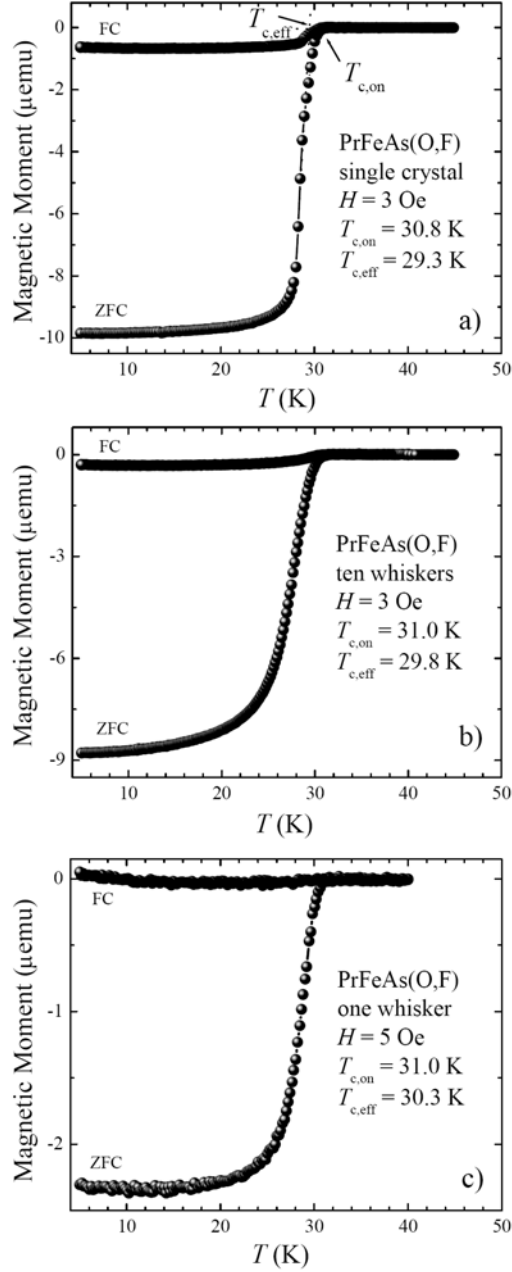 FC
T_c,eff
T_c,on
0
-2
-4
-6
-8
-10
Magnetic Moment (μemu)
PrFeAs(O,F)
single crystal
H = 3 Oe
T_c,on = 30.8 K
T_c,eff = 29.3 K
ZFC
a)
10 20 30 40 50
T (K)
FC
0
-3
-6
-9
Magnetic Moment (μemu)
PrFeAs(O,F)
ten whiskers
H = 3 Oe
T_c,on = 31.0 K
T_c,eff = 29.8 K
ZFC
b)
10 20 30 40 50
T (K)
0
-1
-2
FC
Magnetic Moment (μemu)
PrFeAs(O,F)
one whisker
H = 5 Oe
T_c,on = 31.0 K
T_c,eff = 30.3 K
ZFC
c)
10 20 30 40 50
T (K)